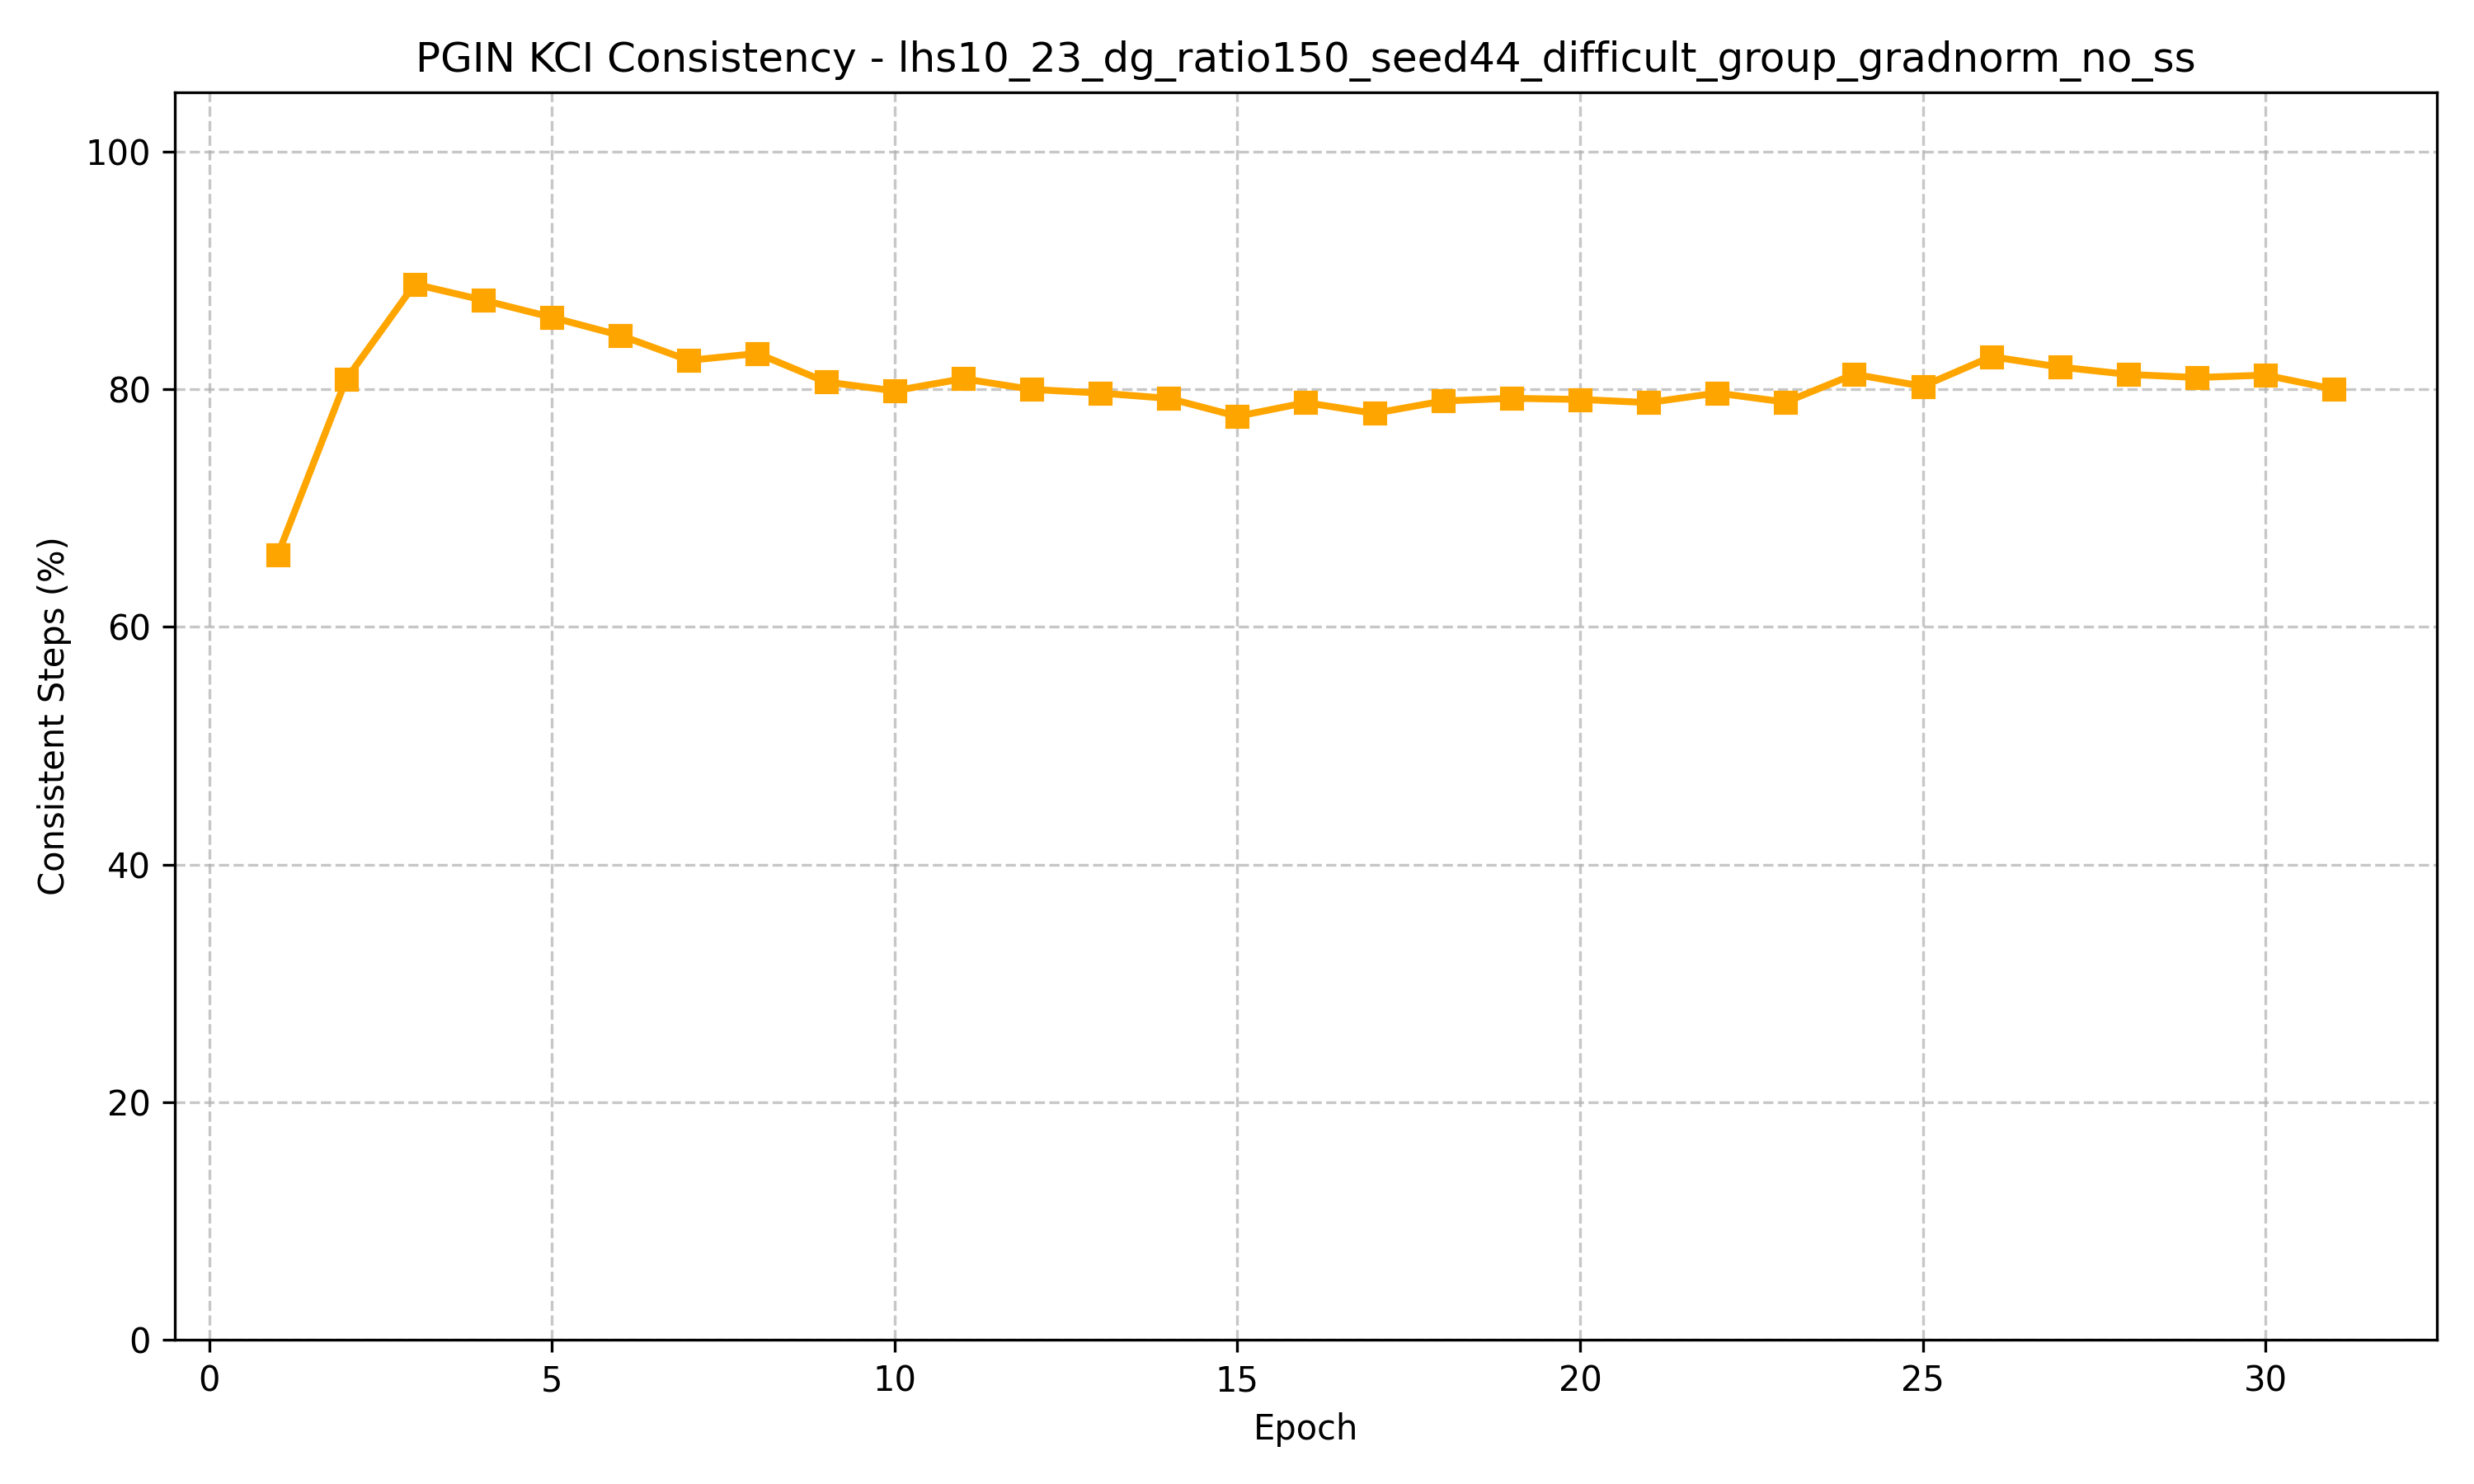 PGIN KCI Consistency - lhs10_23_dg_ratio150_seed44_difficult_group_gradnorm_no_ss
Consistent Steps (%)
100
80
60
40
20
0
0 5 10 15 20 25 30
Epoch